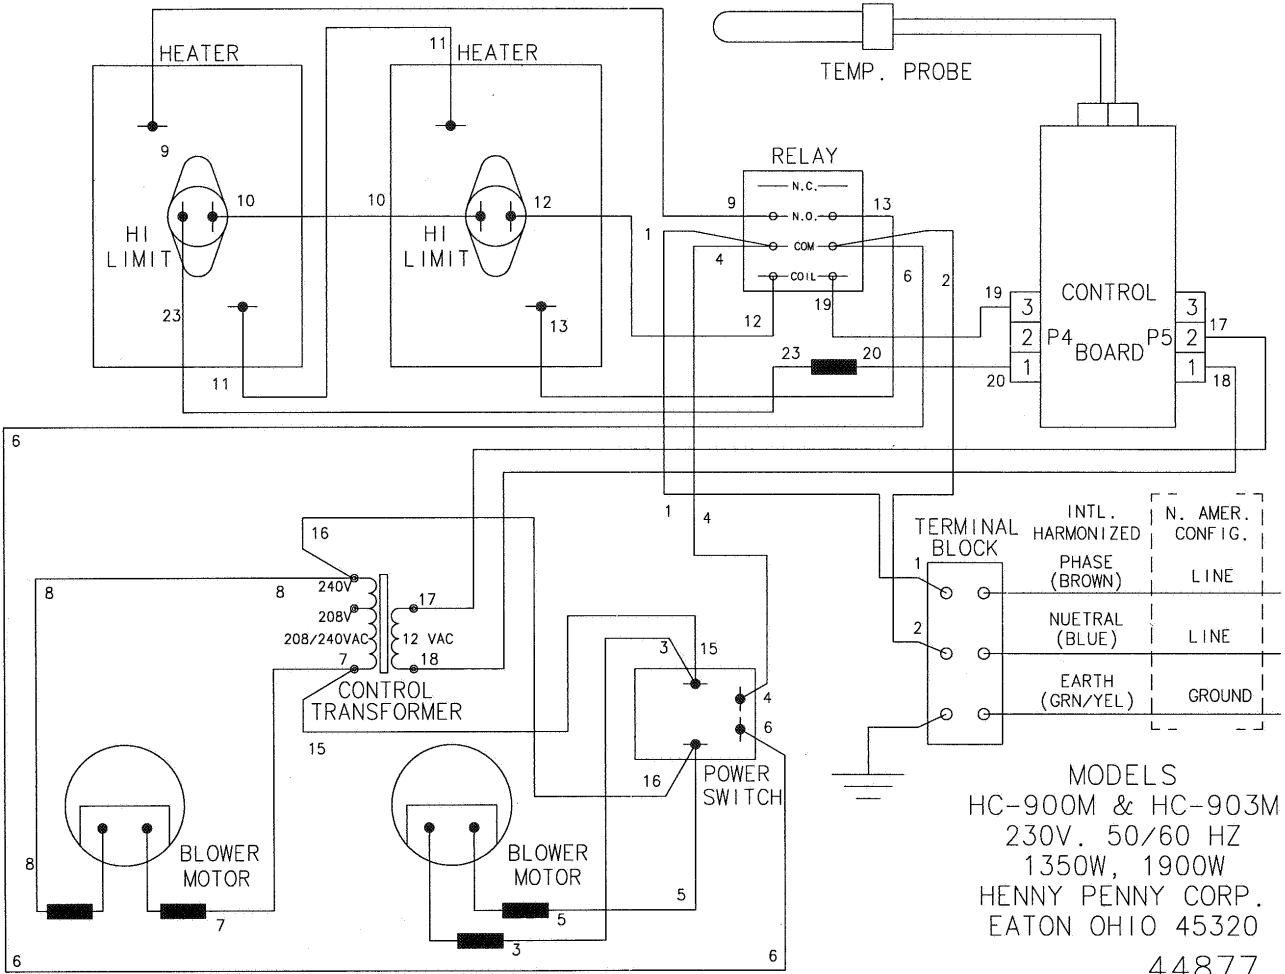 11
HEATER
HEATER
TEMP. PROBE
RELAY
9
N.C.
10
10
12
9
N.O.
13
HI
LIMIT
HI
LIMIT
1
4
COM
6
2
COIL
23
13
12
19
19
3
CONTROL
3
17
2
P4
BOARD
P5
2
11
23
20
20
1
1
18
6
16
1
4
TERMINAL
BLOCK
INTL.
HARMONIZED
N. AMER.
CONFIG.
8
8
240V
17
1
PHASE
(BROWN)
LINE
208V
208/240VAC
12 VAC
3
15
2
NUETRAL
(BLUE)
LINE
7
18
CONTROL
TRANSFORMER
4
6
EARTH
(GRN/YEL)
GROUND
15
16
POWER
SWITCH
MODELS
HC-900M & HC-903M
230V. 50/60 HZ
1350W, 1900W
HENNY PENNY CORP.
EATON OHIO 45320
44877
8
BLOWER
MOTOR
BLOWER
MOTOR
7
5
5
3
6
6